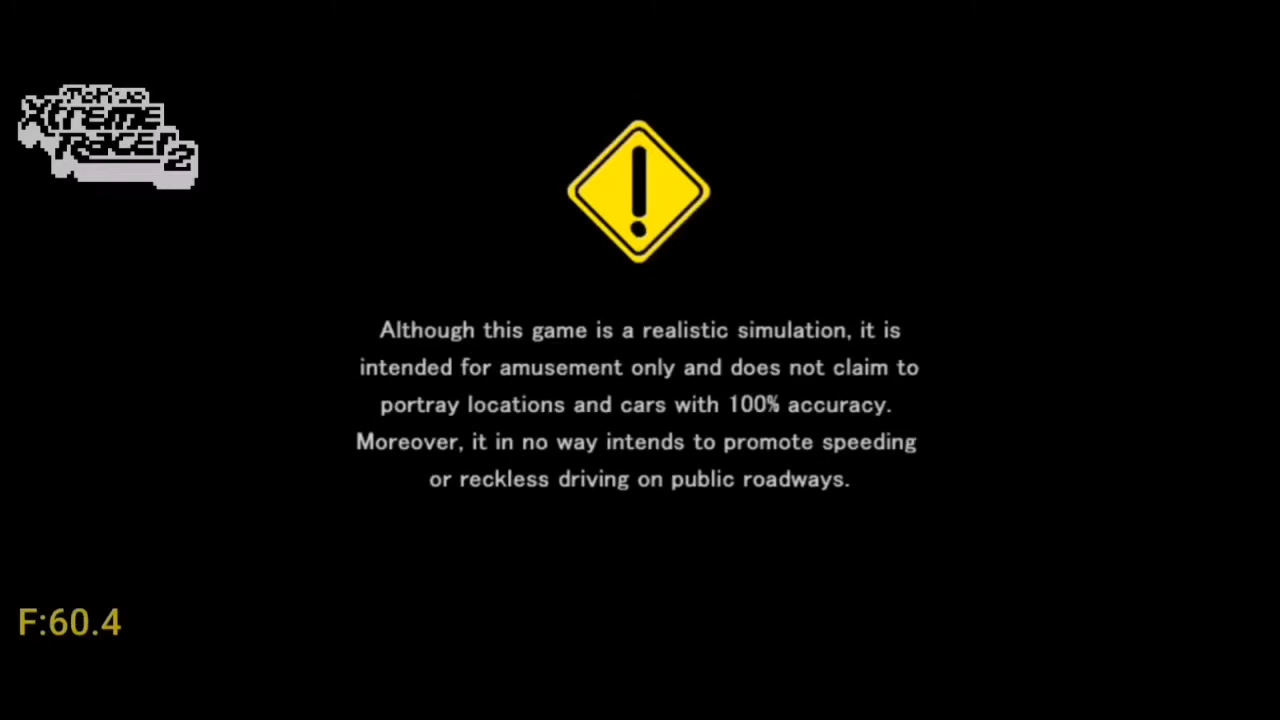 Tokyo
Xtreme
Racer
2
Although this game is a realistic simulation, it is
intended for amusement only and does not claim to
portray locations and cars with 100% accuracy.
Moreover, it in no way intends to promote speeding
or reckless driving on public roadways.
F:60.4